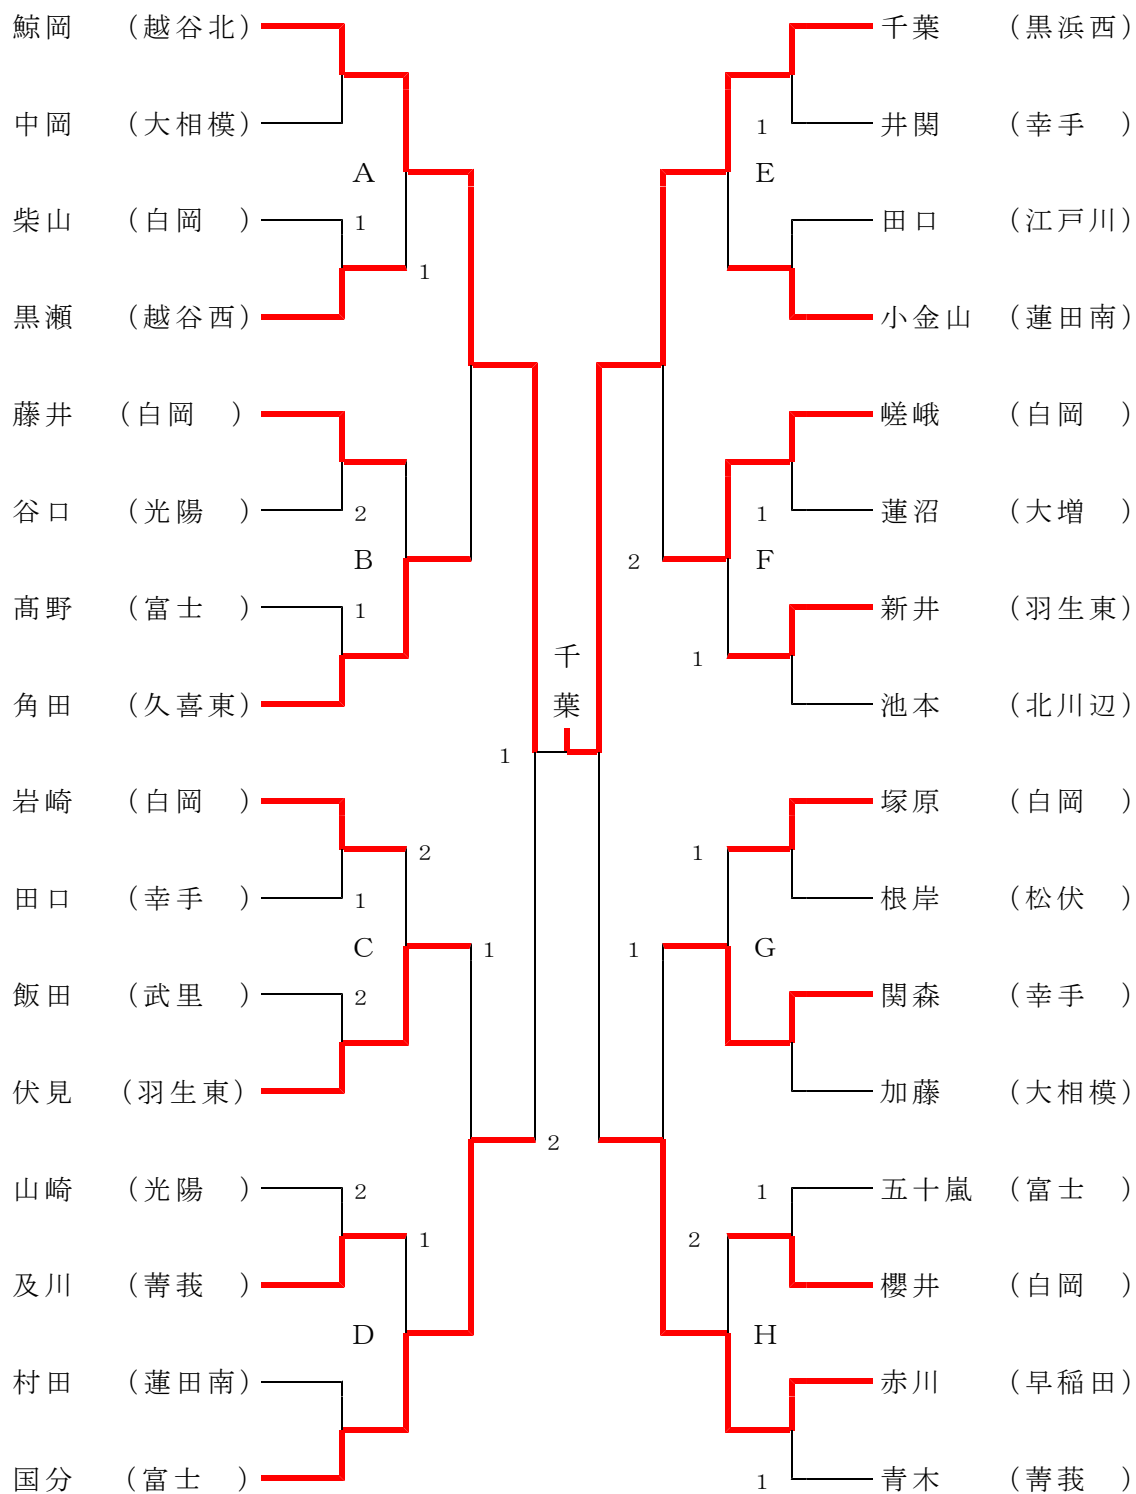 鯨岡 (越谷北) 千葉 (黒浜西)
中岡 (大相模) 1 井関 (幸手 )
A E
柴山 (白岡 ) 1 田口 (江戸川)
1
黒瀬 (越谷西) 小金山 (蓮田南)
藤井 (白岡 ) 嵯峨 (白岡 )
谷口 (光陽 ) 2 1 蓮沼 (大増 )
B 2 F
髙野 (富士 ) 1 新井 (羽生東)
千 1
角田 (久喜東) 葉 池本 (北川辺)
1
岩崎 (白岡 ) 塚原 (白岡 )
2 1
田口 (幸手 ) 1 根岸 (松伏 )
C 1 1 G
飯田 (武里 ) 2 関森 (幸手 )
伏見 (羽生東) 加藤 (大相模)
2
山崎 (光陽 ) 2 1 五十嵐 (富士 )
1 2
及川 (菁莪 ) 櫻井 (白岡 )
D H
村田 (蓮田南) 赤川 (早稲田)
国分 (富士 ) 1 青木 (菁莪 )